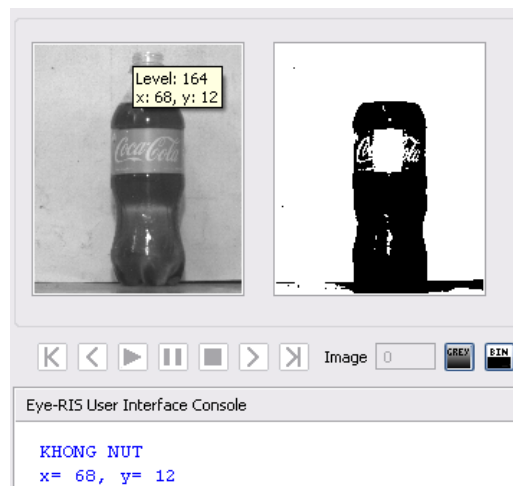 Level: 164
x: 68, y: 12
Coca-Cola
Image 0
GREY
BIN
Eye-RIS User Interface Console
KHONG NUT
x= 68, y= 12